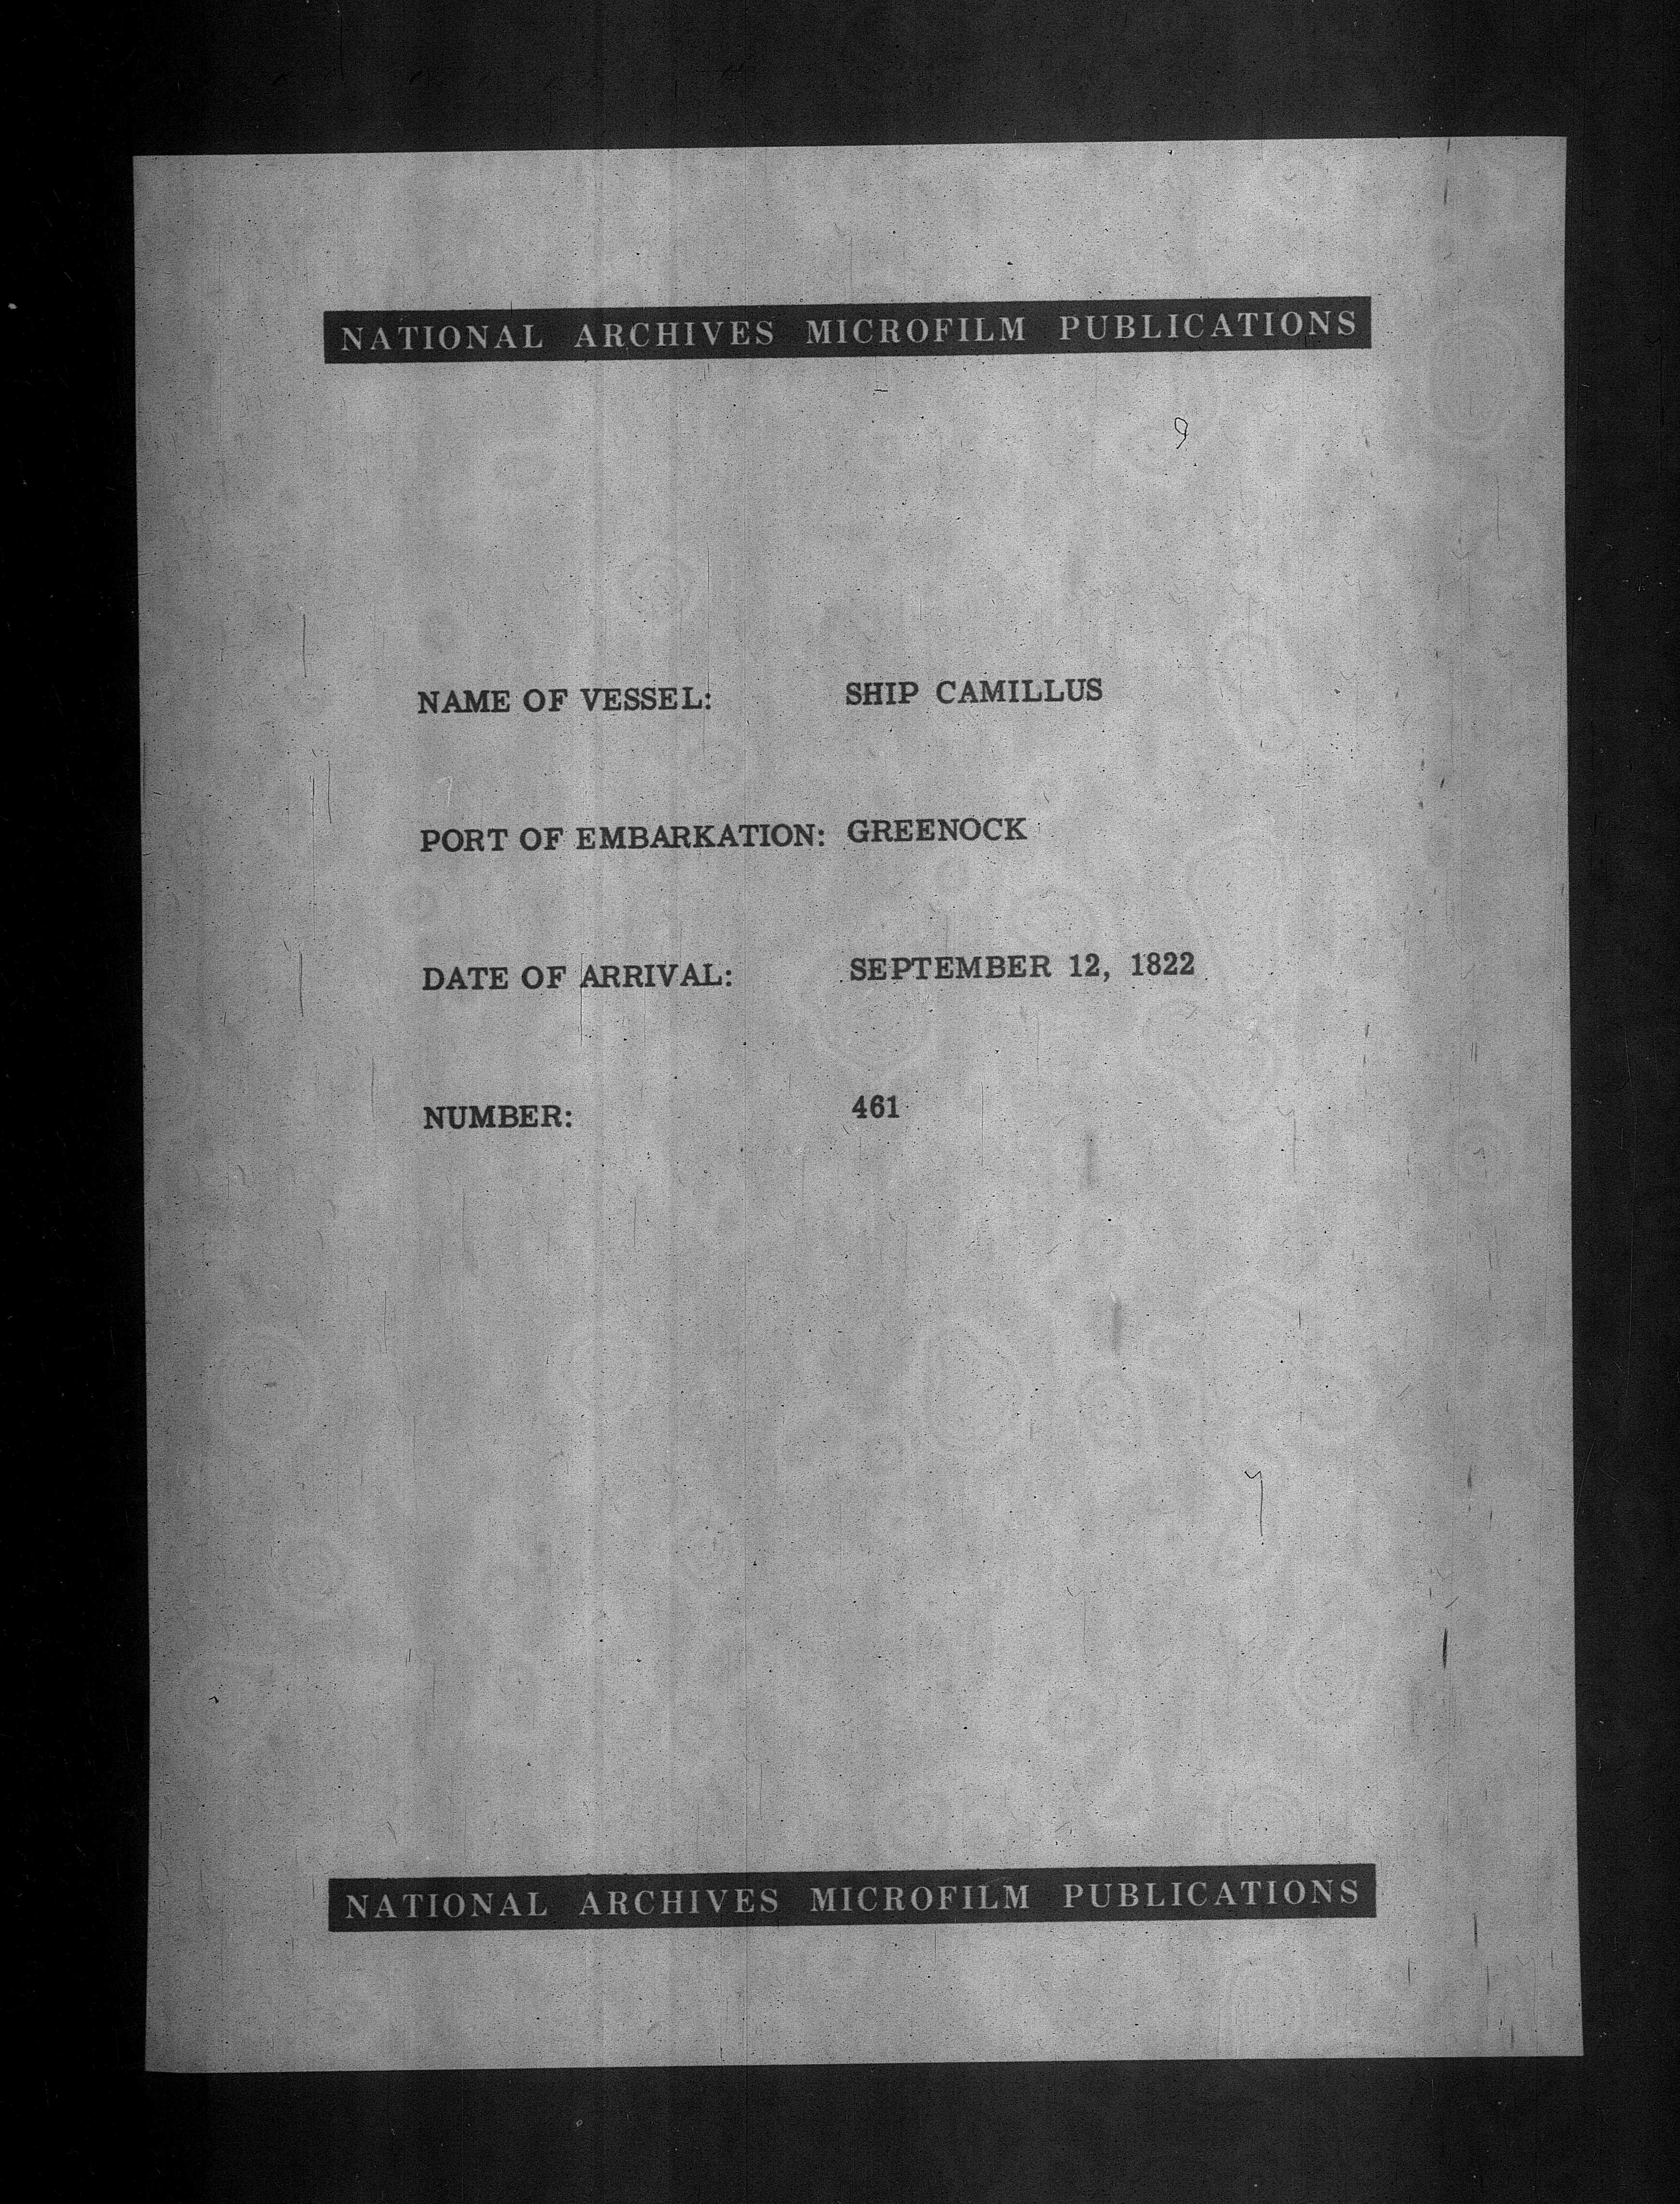 NATIONAL ARCHIVES MICROFILM PUBLICATIONS
NAME OF VESSEL: SHIP CAMILLUS
PORT OF EMBARKATION: GREENOCK
DATE OF ARRIVAL: SEPTEMBER 12, 1822
NUMBER: 461
NATIONAL ARCHIVES MICROFILM PUBLICATIONS